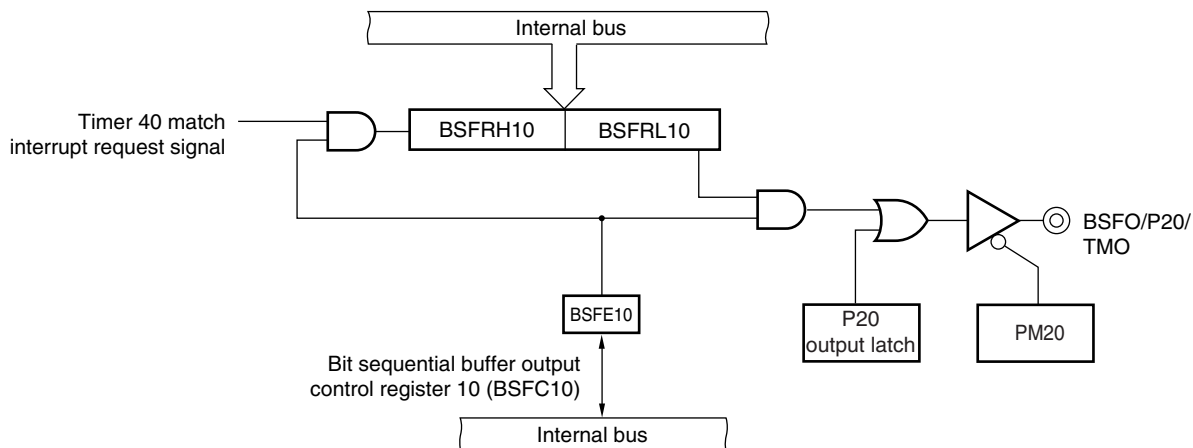 Internal bus
Timer 40 match
interrupt request signal
BSFRH10
BSFRL10
BSFO/P20/
TMO
BSFE10
P20
output latch
PM20
Bit sequential buffer output
control register 10 (BSFC10)
Internal bus